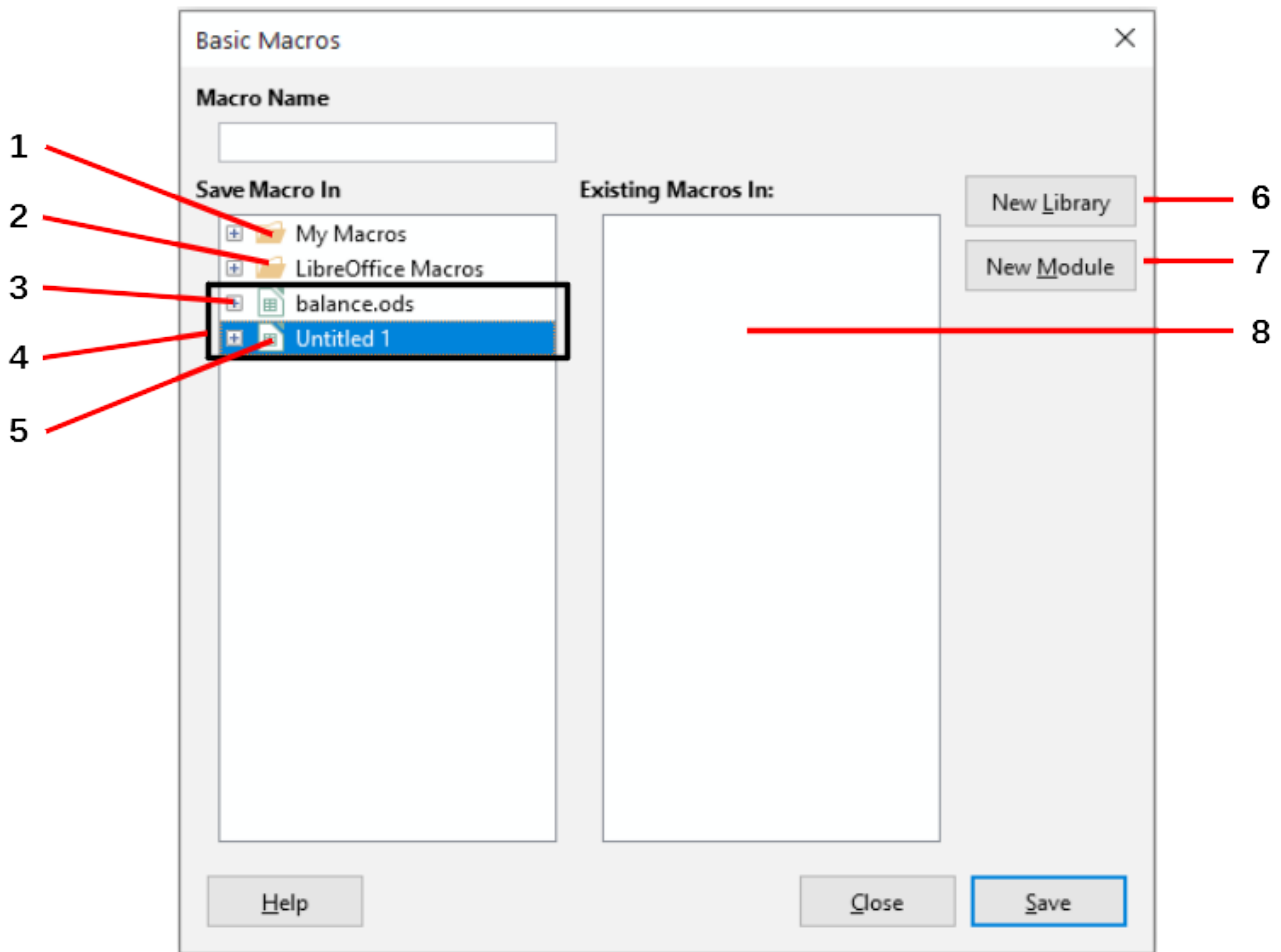 Basic Macros
Macro Name
1
Save Macro In
Existing Macros In:
New Library
6
2
My Macros
LibreOffice Macros
New Module
7
3
balance.ods
4
Untitled 1
8
5
Help
Close
Save